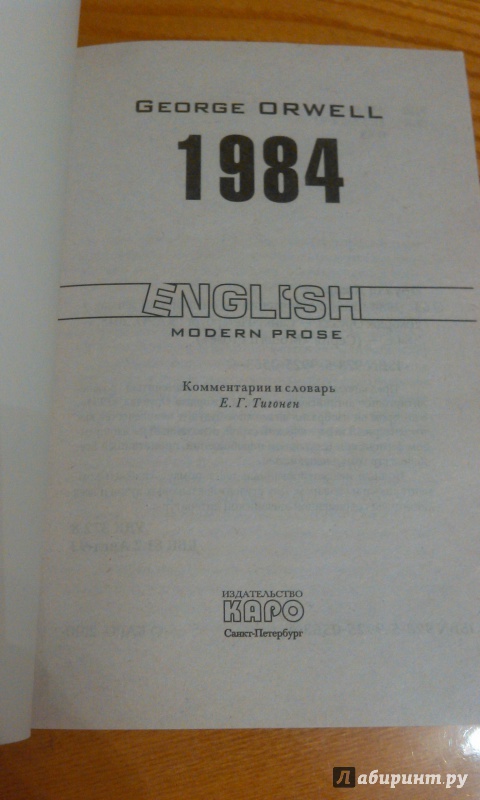 GEORGE ORWELL
1984
ENGLISH
MODERN PROSE
Комментарии и словарь
Е. Г. Тигонен
ИЗДАТЕЛЬСТВО
КАРО
Санкт-Петербург
Лабиринт.ру